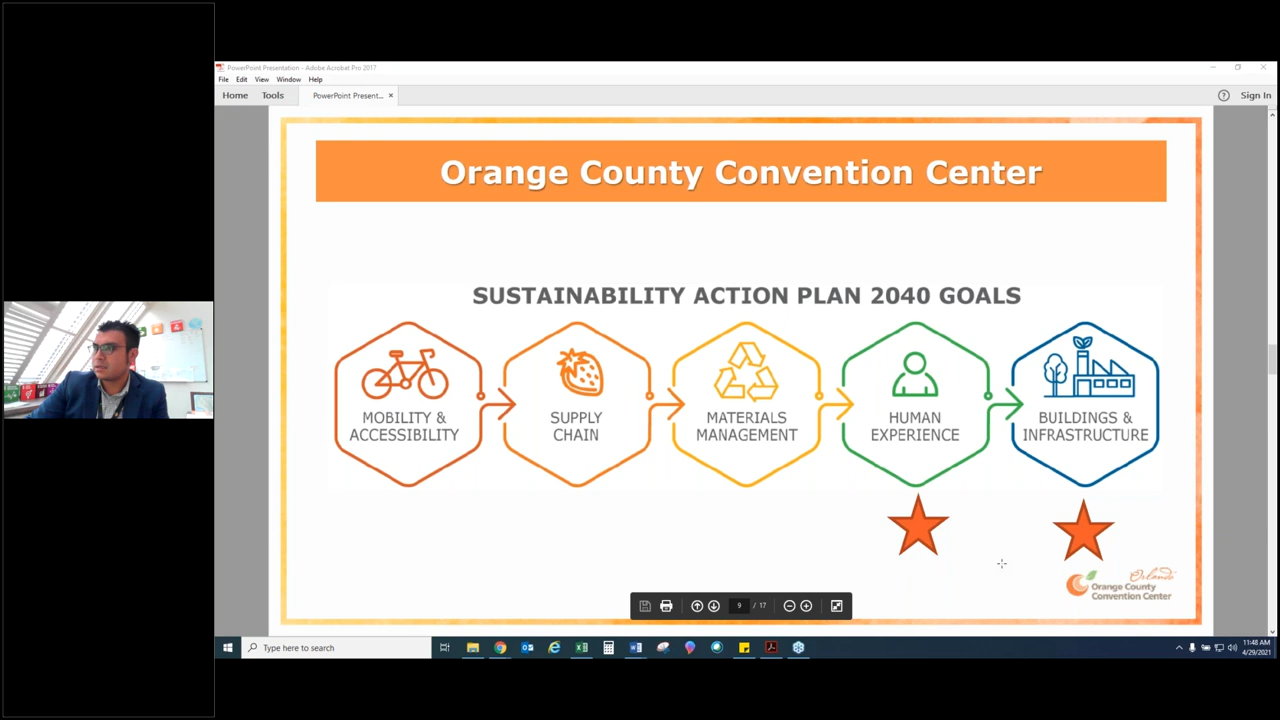 PowerPoint Presentation - Adobe Acrobat Pro 2017
File Edit View Window Help
Home Tools PowerPoint Present... × ? Sign In
Orange County Convention Center
SUSTAINABILITY ACTION PLAN 2040 GOALS
MOBILITY &
ACCESSIBILITY
SUPPLY
CHAIN
MATERIALS
MANAGEMENT
HUMAN
EXPERIENCE
BUILDINGS &
INFRASTRUCTURE
Orlando
Orange County
Convention Center
9 / 17
Type here to search
11:48 AM
4/29/2021